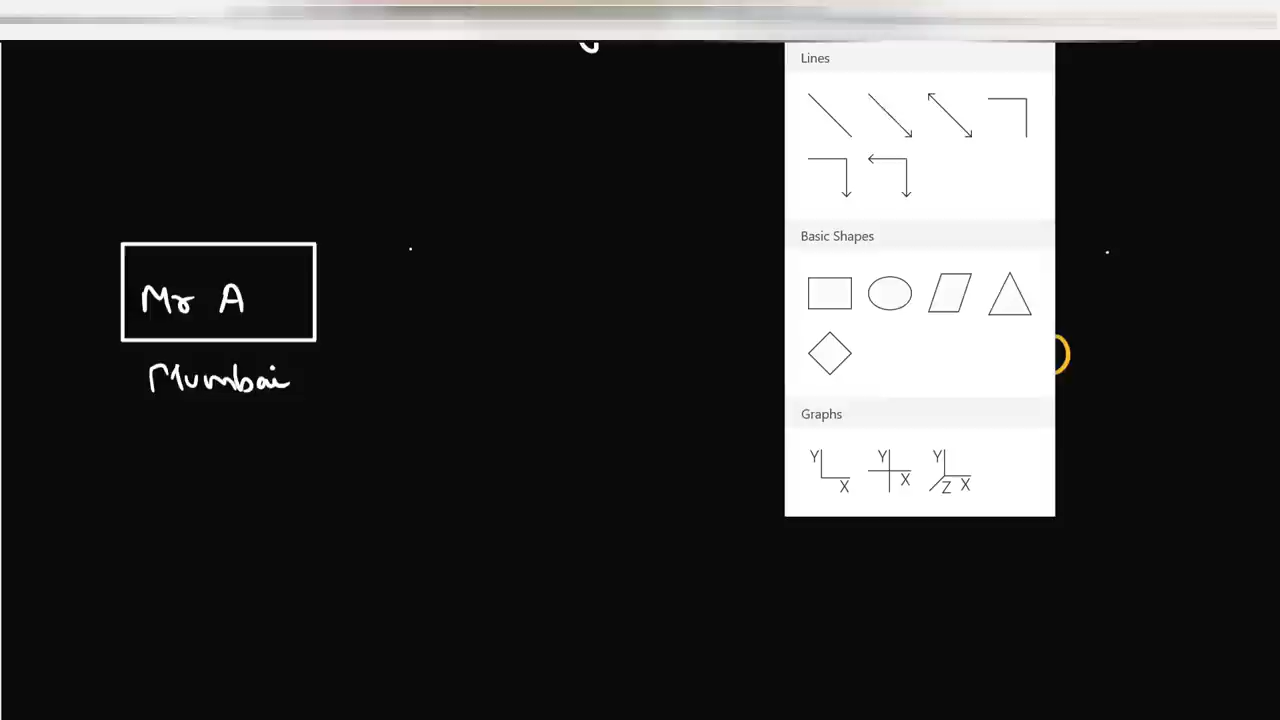 Lines
Basic Shapes
Mr A
Mumbai
Graphs
Y X
Y X
Y Z X